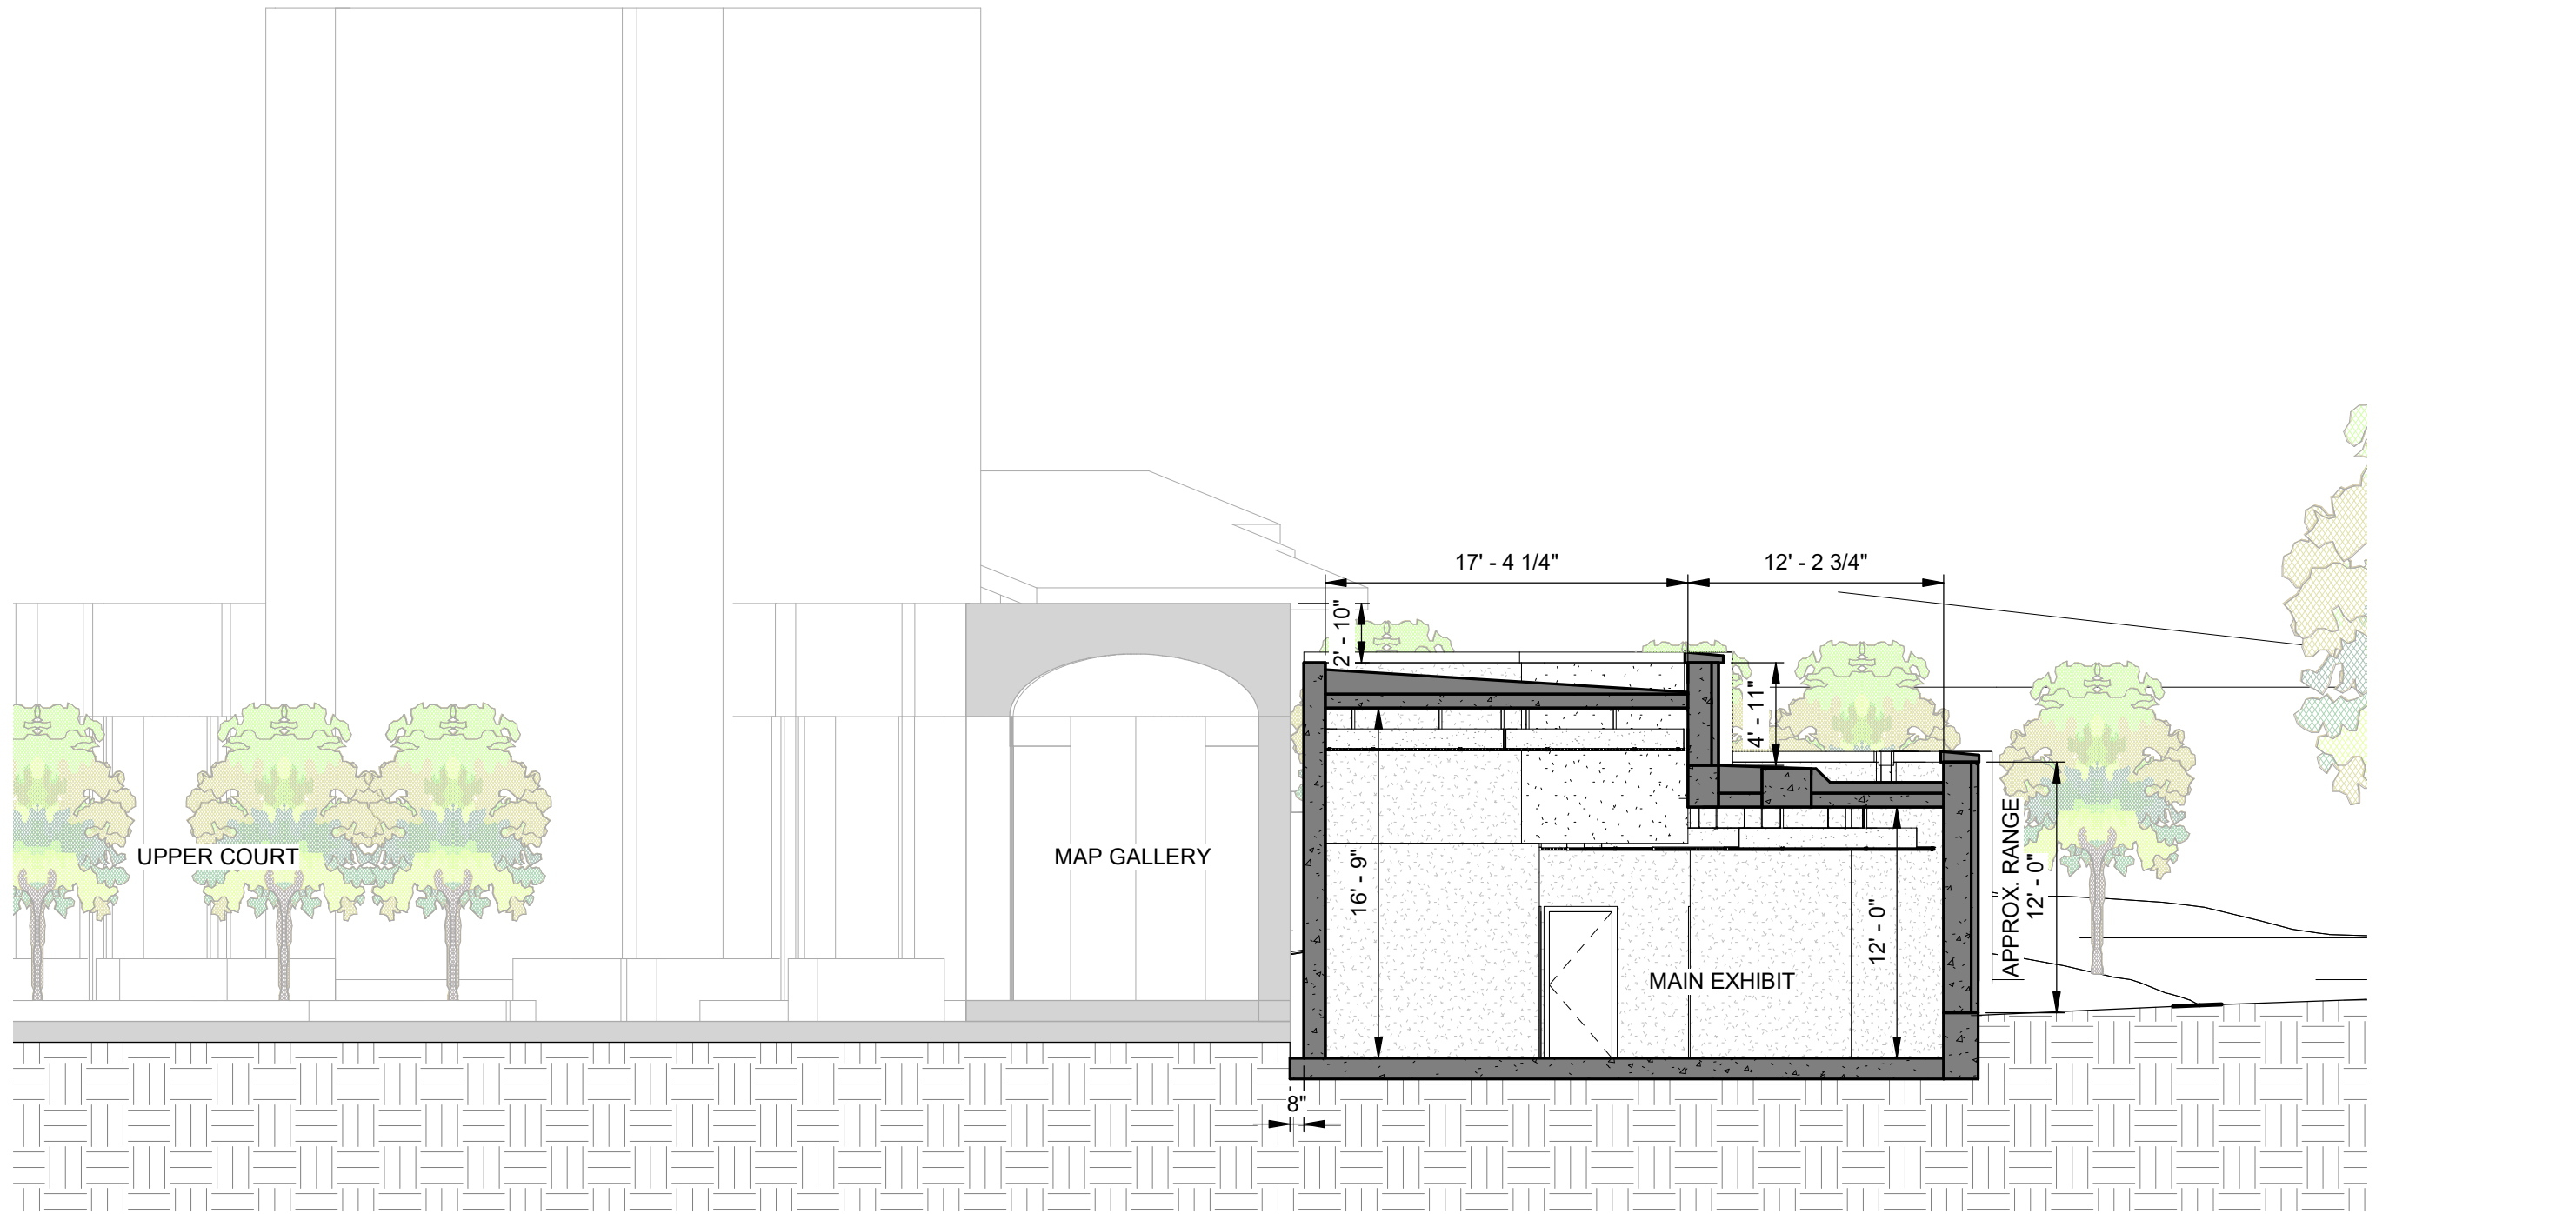 17' - 4 1/4"
12' - 2 3/4"
2' - 10"
4' - 11"
UPPER COURT
MAP GALLERY
16' - 9"
12' - 0"
MAIN EXHIBIT
APPROX. RANGE
12' - 0"
8"